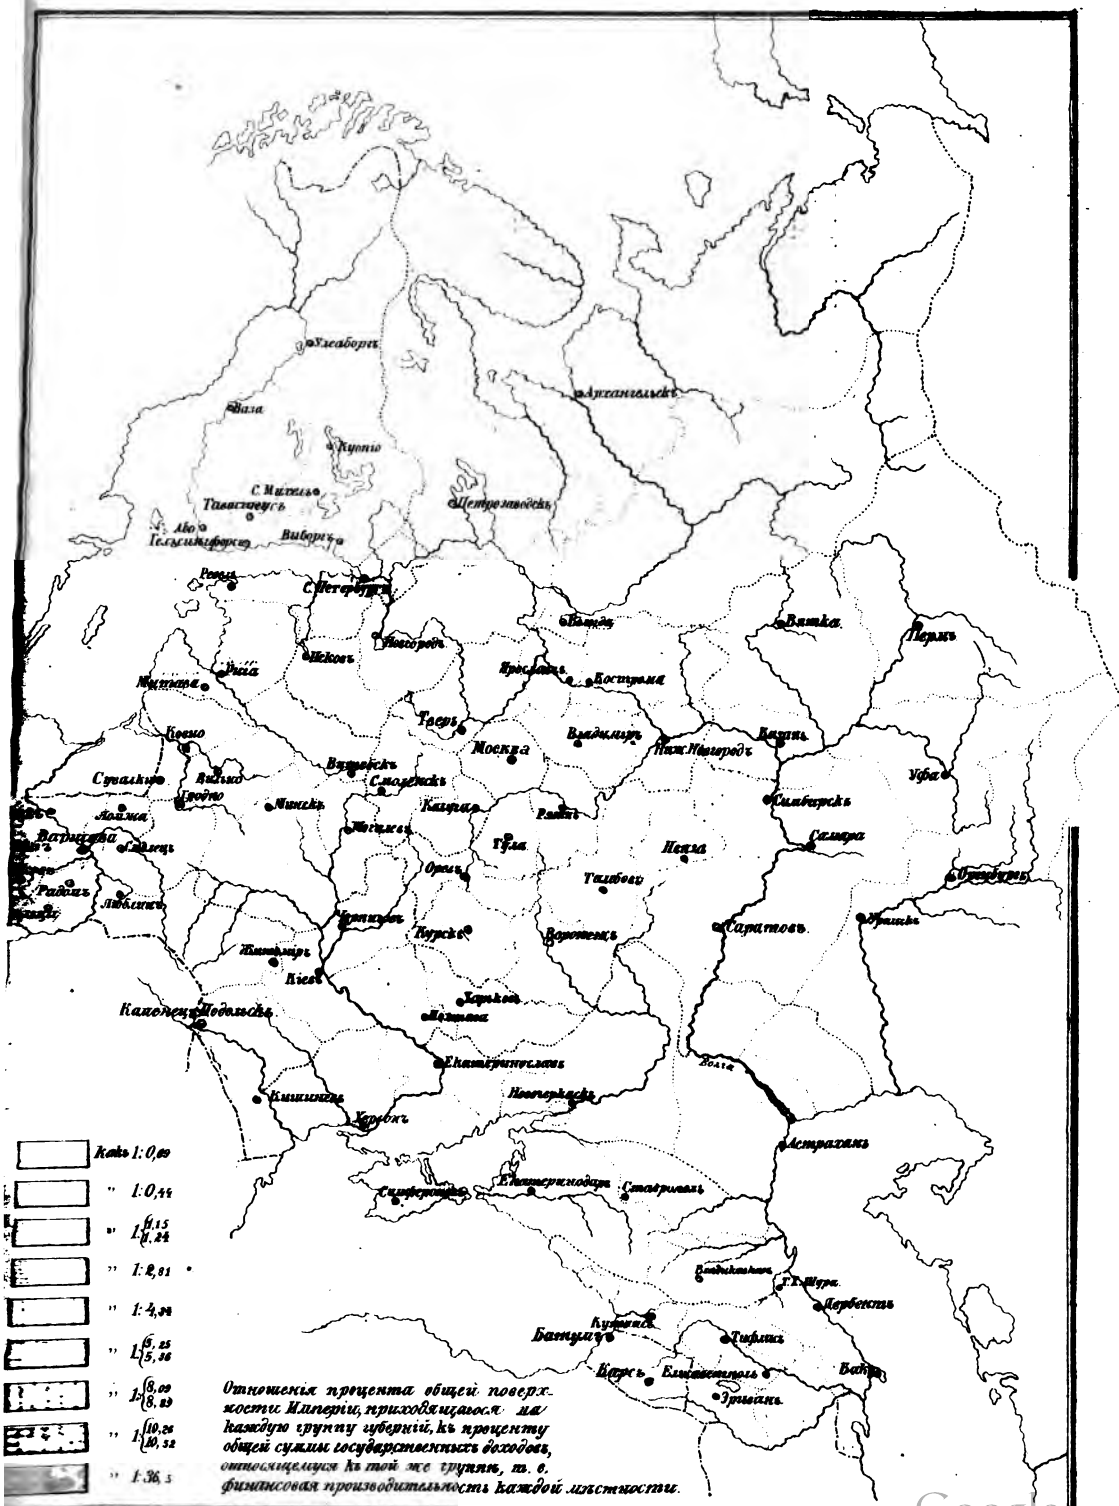 Улеаборгъ
Ваза
Куопіо
Архангельскъ
С. Михель
Тавастгусъ
Петрозаводскъ
Або
Гельсингфорсъ
Виборгъ
Ревель
С. Петербургъ
Вологда
Вятка
Пермь
Новгородъ
Псковъ
Рига
Ярославль
Кострома
Митава
Тверь
Москва
Владиміръ
Ниж. Новгородъ
Казань
Ковно
Сувалки
Вильно
Витебскъ
Смоленскъ
Уфа
Гродно
Минскъ
Калуга
Рязань
Симбирскъ
Ломжа
Могилевъ
Тула
Пенза
Самара
Варшава
Сѣдлецъ
Орелъ
Тамбовъ
Оренбургъ
Радомъ
Люблинъ
Черниговъ
Курскъ
Воронежъ
Саратовъ
Уральскъ
Житоміръ
Кіевъ
Харьковъ
Полтава
Каменецъ Подольскъ
Екатеринославъ
Волга
Кишиневъ
Новочеркаскъ
Херсонъ
Астрахань
Симферополь
Екатеринодаръ
Ставрополь
Владикавказъ
Т. Х. Шура
Дербентъ
Кутаисъ
Батумъ
Тифлисъ
Карсъ
Елисаветполь
Баку
Эривань
какъ 1: 0,09
" 1: 0,44
" 1: {1,15 1,24
" 1: 2,81
" 1: {5,25 5,36
" 1: {8,09 8,89
" 1: {10,26 10,32
" 1: 36,5
Отношенія процента общей поверх-
ности Имперіи, приходящагося на
каждую группу губерній, къ проценту
общей суммы государственныхъ доходовъ,
относящемуся къ той же группѣ, т. е.
финансовая производительность каждой мѣстности.